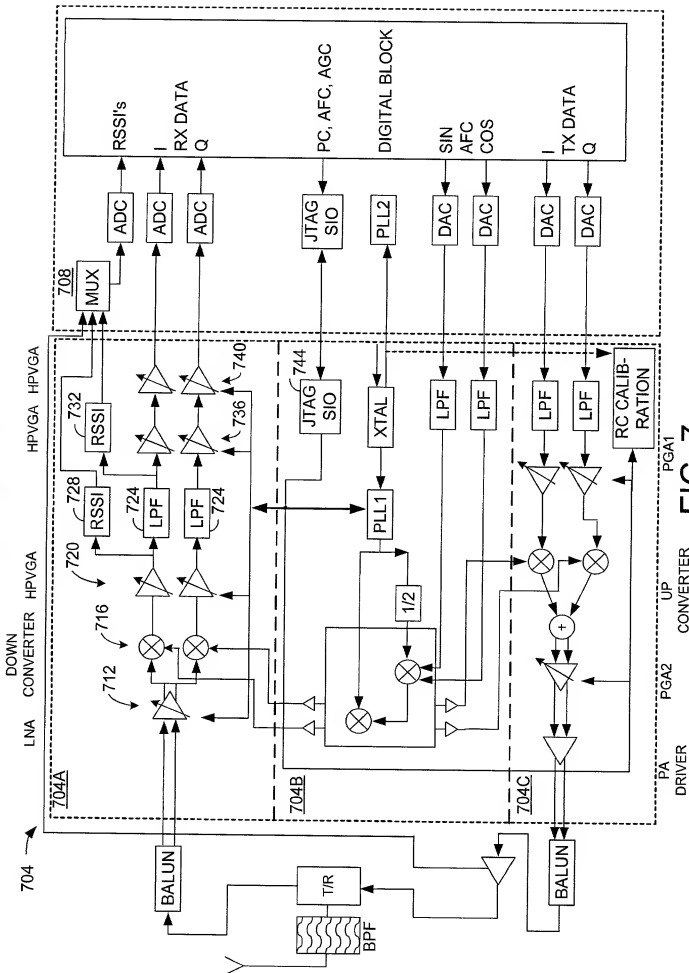 DOWN
LNA
CONVERTER
HPVGA
HPVGA
HPVGA
708
704
704A
712
716
720
728
RSSI
732
RSSI
MUX
ADC
RSSI's
LPF
724
ADC
I
RX DATA
LPF
724
ADC
Q
736
740
BALUN
744
JTAG
SIO
JTAG
SIO
PC, AFC, AGC
XTAL
PLL2
DIGITAL BLOCK
PLL1
1/2
T/R
BPF
704B
LPF
DAC
SIN
AFC
LPF
DAC
COS
704C
LPF
DAC
I
TX DATA
LPF
DAC
Q
+
RC CALIB-
RATION
BALUN
PA
DRIVER
PGA2
UP
CONVERTER
PGA1